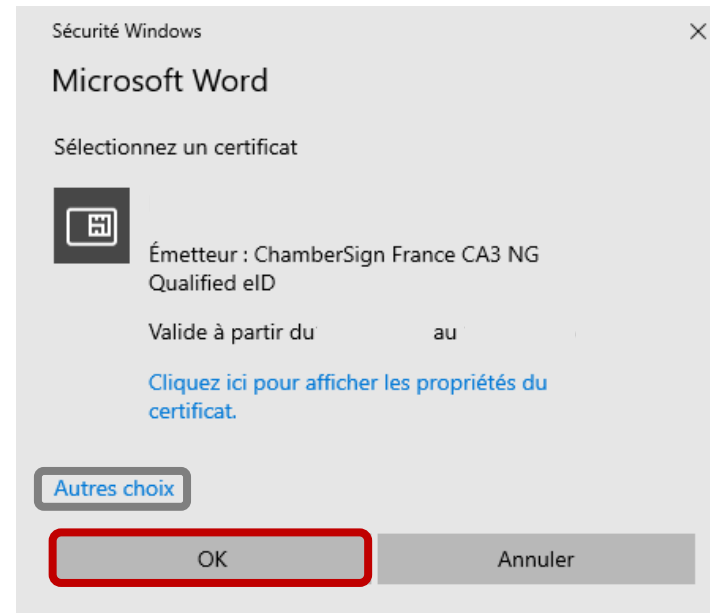 Sécurité Windows
Microsoft Word
Sélectionnez un certificat
Émetteur : ChamberSign France CA3 NG
Qualified eID
Valide à partir du au
Cliquez ici pour afficher les propriétés du
certificat.
Autres choix
OK Annuler